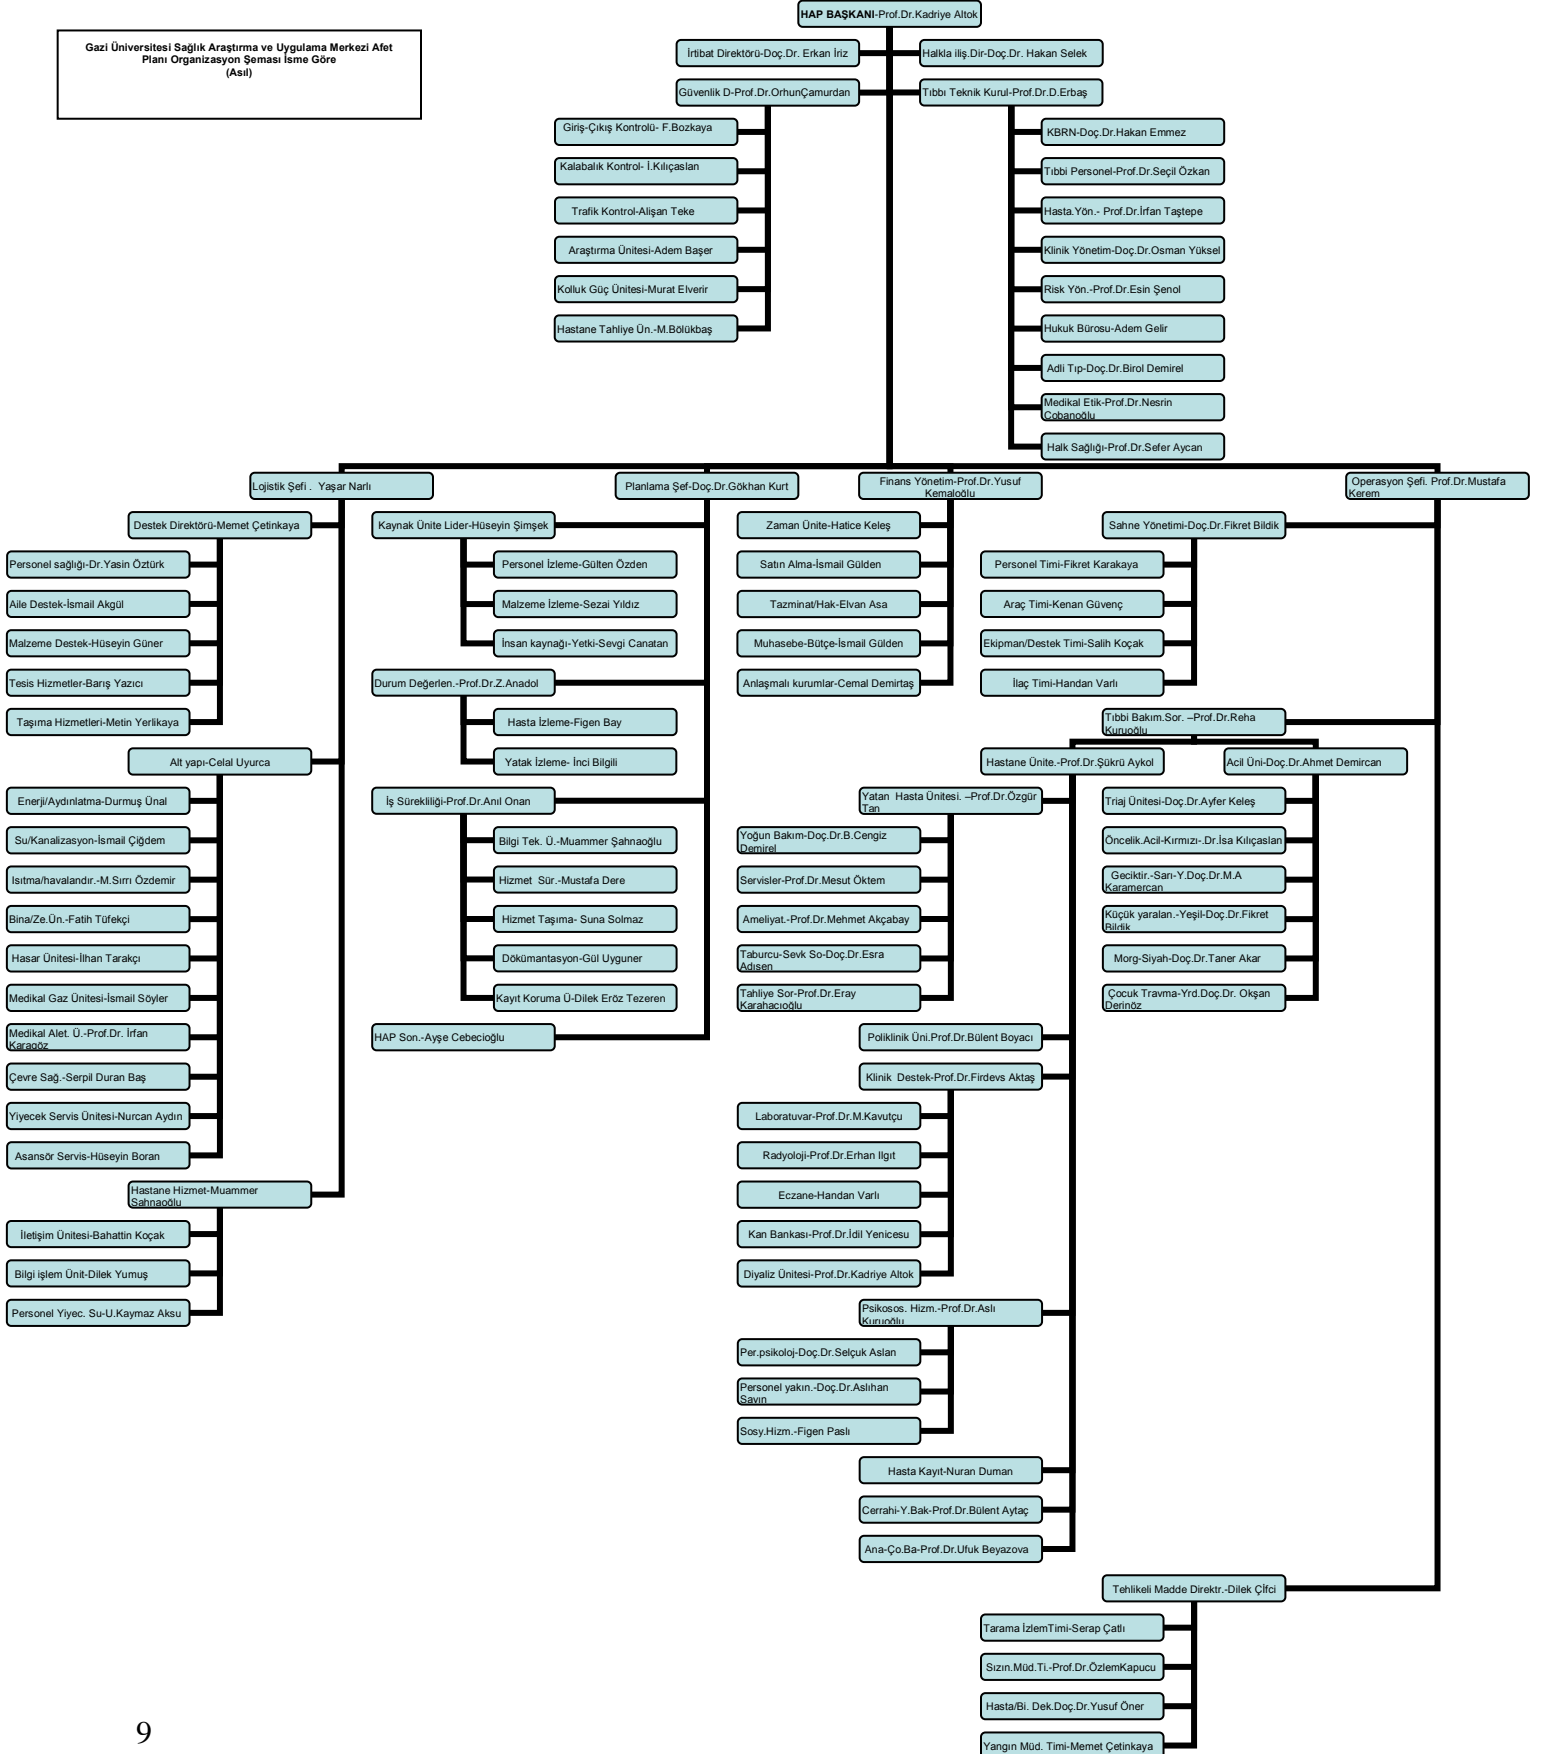 HAP BAŞKANI-Prof.Dr.Kadriye Altok
Gazi Üniversitesi Sağlık Araştırma ve Uygulama Merkezi Afet
Planı Organizasyon Şeması İsme Göre
(Asıl)
İrtibat Direktörü-Doç.Dr. Erkan İriz
Halkla iliş.Dir-Doç.Dr. Hakan Selek
Güvenlik D-Prof.Dr.OrhunÇamurdan
Tıbbı Teknik Kurul-Prof.Dr.D.Erbaş
Giriş-Çıkış Kontrolü- F.Bozkaya
Kalabalık Kontrol- İ.Kılıçaslan
Trafik Kontrol-Alişan Teke
Araştırma Ünitesi-Adem Başer
Kolluk Güç Ünitesi-Murat Elverir
Hastane Tahliye Ün.-M.Bölükbaş
KBRN-Doç.Dr.Hakan Emmez
Tıbbi Personel-Prof.Dr.Seçil Özkan
Hasta.Yön.- Prof.Dr.İrfan Taştepe
Klinik Yönetim-Doç.Dr.Osman Yüksel
Risk Yön.-Prof.Dr.Esin Şenol
Hukuk Bürosu-Adem Gelir
Adli Tıp-Doç.Dr.Birol Demirel
Medikal Etik-Prof.Dr.Nesrin
Çobanoğlu
Halk Sağlığı-Prof.Dr.Sefer Aycan
Lojistik Şefi . Yaşar Narlı
Planlama Şef-Doç.Dr.Gökhan Kurt
Finans Yönetim-Prof.Dr.Yusuf
Kemaloğlu
Operasyon Şefi. Prof.Dr.Mustafa
Kerem
Destek Direktörü-Memet Çetinkaya
Personel sağlığı-Dr.Yasin Öztürk
Aile Destek-İsmail Akgül
Malzeme Destek-Hüseyin Güner
Tesis Hizmetler-Barış Yazıcı
Taşıma Hizmetleri-Metin Yerlikaya
Alt yapı-Celal Uyurca
Enerji/Aydınlatma-Durmuş Ünal
Su/Kanalizasyon-İsmail Çiğdem
Isıtma/havalandır.-M.Sırrı Özdemir
Bina/Ze.Ün.-Fatih Tüfekçi
Hasar Ünitesi-İlhan Tarakçı
Medikal Gaz Ünitesi-İsmail Söyler
Medikal Alet. Ü.-Prof.Dr. İrfan
Karagöz
Çevre Sağ.-Serpil Duran Baş
Yiyecek Servis Ünitesi-Nurcan Aydın
Asansör Servis-Hüseyin Boran
Hastane Hizmet-Muammer
Şahnaoğlu
İletişim Ünitesi-Bahattin Koçak
Bilgi işlem Ünit-Dilek Yumuş
Personel Yiyec. Su-U.Kaymaz Aksu
Kaynak Ünite Lider-Hüseyin Şimşek
Personel İzleme-Gülten Özden
Malzeme İzleme-Sezai Yıldız
İnsan kaynağı-Yetki-Sevgi Canatan
Durum Değerlen.-Prof.Dr.Z.Anadol
Hasta İzleme-Figen Bay
Yatak İzleme- İnci Bilgili
İş Sürekliliği-Prof.Dr.Anıl Onan
Bilgi Tek. Ü.-Muammer Şahnaoğlu
Hizmet Sür.-Mustafa Dere
Hizmet Taşıma- Suna Solmaz
Dökümantasyon-Gül Uyguner
Kayıt Koruma Ü-Dilek Eröz Tezeren
HAP Son.-Ayşe Cebecioğlu
Zaman Ünite-Hatice Keleş
Satın Alma-İsmail Gülden
Tazminat/Hak-Elvan Asa
Muhasebe-Bütçe-İsmail Gülden
Anlaşmalı kurumlar-Cemal Demirtaş
Sahne Yönetimi-Doç.Dr.Fikret Bildik
Personel Timi-Fikret Karakaya
Araç Timi-Kenan Güvenç
Ekipman/Destek Timi-Salih Koçak
İlaç Timi-Handan Varlı
Tıbbi Bakım.Sor. –Prof.Dr.Reha
Kuruoğlu
Hastane Ünite.-Prof.Dr.Şükrü Aykol
Acil Üni-Doç.Dr.Ahmet Demircan
Yatan Hasta Ünitesi. –Prof.Dr.Özgür
Tan
Yoğun Bakım-Doç.Dr.B.Cengiz
Demirel
Servisler-Prof.Dr.Mesut Öktem
Ameliyat.-Prof.Dr.Mehmet Akçabay
Taburcu-Sevk So-Doç.Dr.Esra
Adışen
Tahliye Sor-Prof.Dr.Eray
Karahacıoğlu
Triaj Ünitesi-Doç.Dr.Ayfer Keleş
Öncelik.Acil-Kırmızı-.Dr.İsa Kılıçaslan
Geciktir.-Sarı-Y.Doç.Dr.M.A
Karamercan
Küçük yaralan.-Yeşil-Doç.Dr.Fikret
Bildik
Morg-Siyah-Doç.Dr.Taner Akar
Çocuk Travma-Yrd.Doç.Dr. Okşan
Derinöz
Poliklinik Üni.Prof.Dr.Bülent Boyacı
Klinik Destek-Prof.Dr.Firdevs Aktaş
Laboratuvar-Prof.Dr.M.Kavutçu
Radyoloji-Prof.Dr.Erhan Ilgıt
Eczane-Handan Varlı
Kan Bankası-Prof.Dr.İdil Yenicesu
Diyaliz Ünitesi-Prof.Dr.Kadriye Altok
Psikosos. Hizm.-Prof.Dr.Aslı
Kuruoğlu
Per.psikoloj-Doç.Dr.Selçuk Aslan
Personel yakın.-Doç.Dr.Aslıhan
Savın
Sosy.Hizm.-Figen Paslı
Hasta Kayıt-Nuran Duman
Cerrahi-Y.Bak-Prof.Dr.Bülent Aytaç
Ana-Ço.Ba-Prof.Dr.Ufuk Beyazova
Tehlikeli Madde Direktr.-Dilek Çİfci
Tarama İzlemTimi-Serap Çatlı
Sızın.Müd.Ti.-Prof.Dr.ÖzlemKapucu
Hasta/Bi. Dek.Doç.Dr.Yusuf Öner
Yangın Müd. Timi-Memet Çetinkaya
9